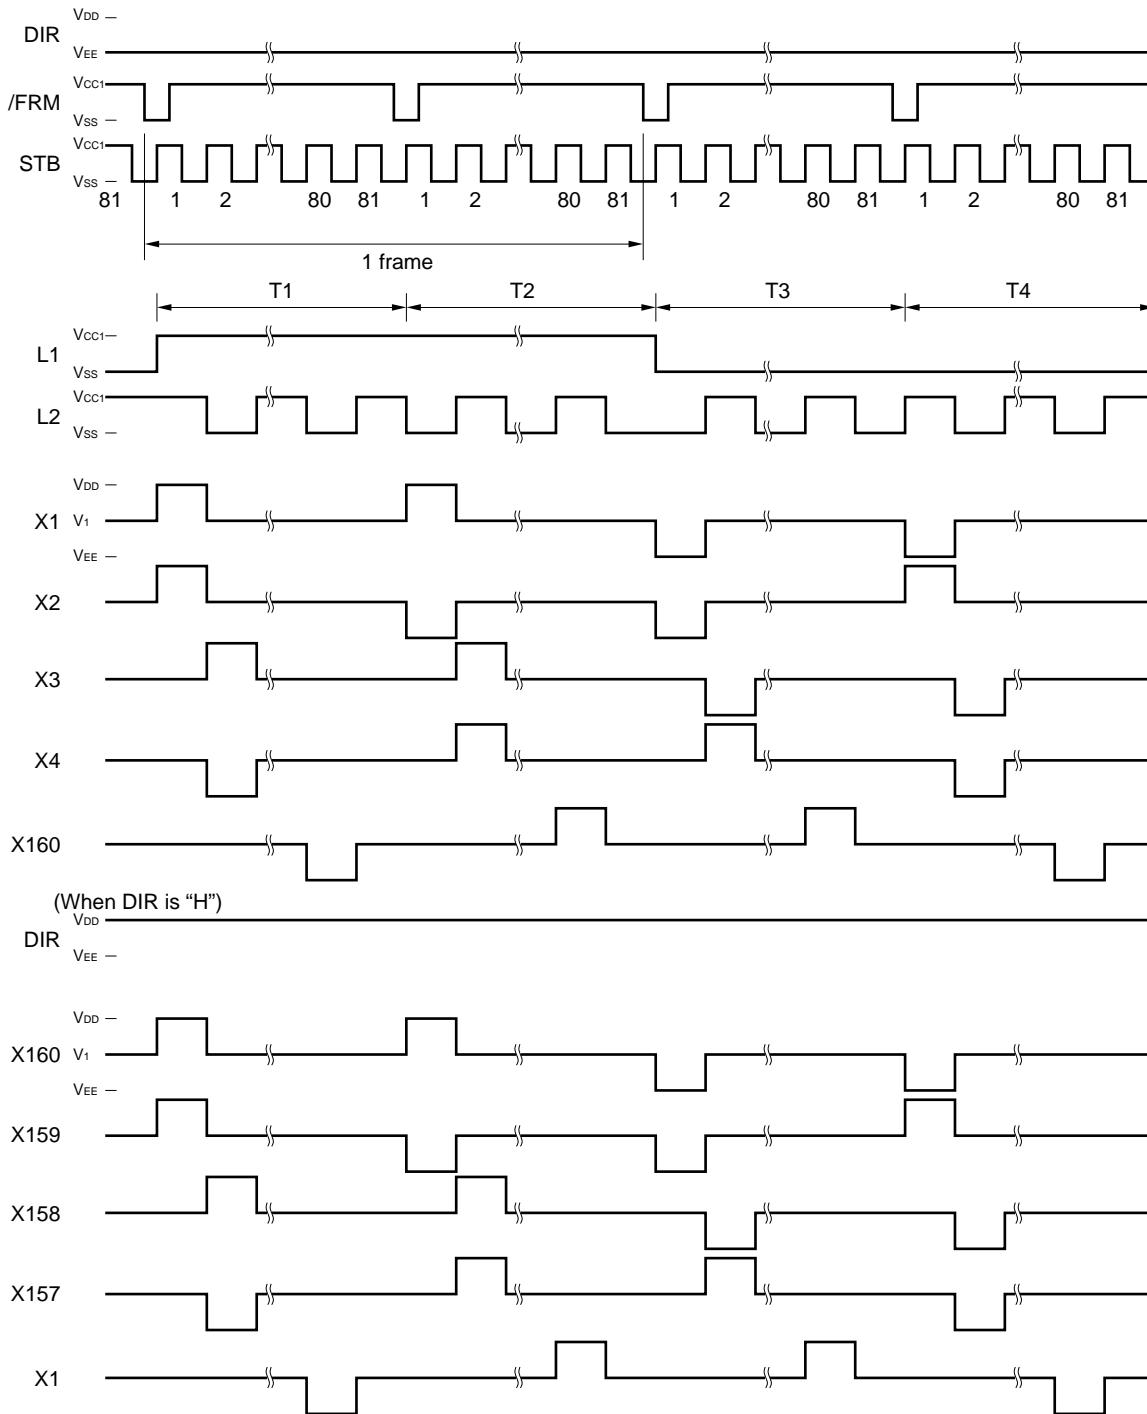 VDD
DIR
VEE
VCC1
/FRM
VSS
VCC1
STB
VSS
81 1 2 80 81 1 2 80 81 1 2 80 81 1 2 80 81
1 frame
T1 T2 T3 T4
VCC1
L1
VSS
VCC1
L2
VSS
VDD
X1 V1
VEE
X2
X3
X4
X160
(When DIR is “H”)
VDD
DIR
VEE
VDD
X160 V1
VEE
X159
X158
X157
X1